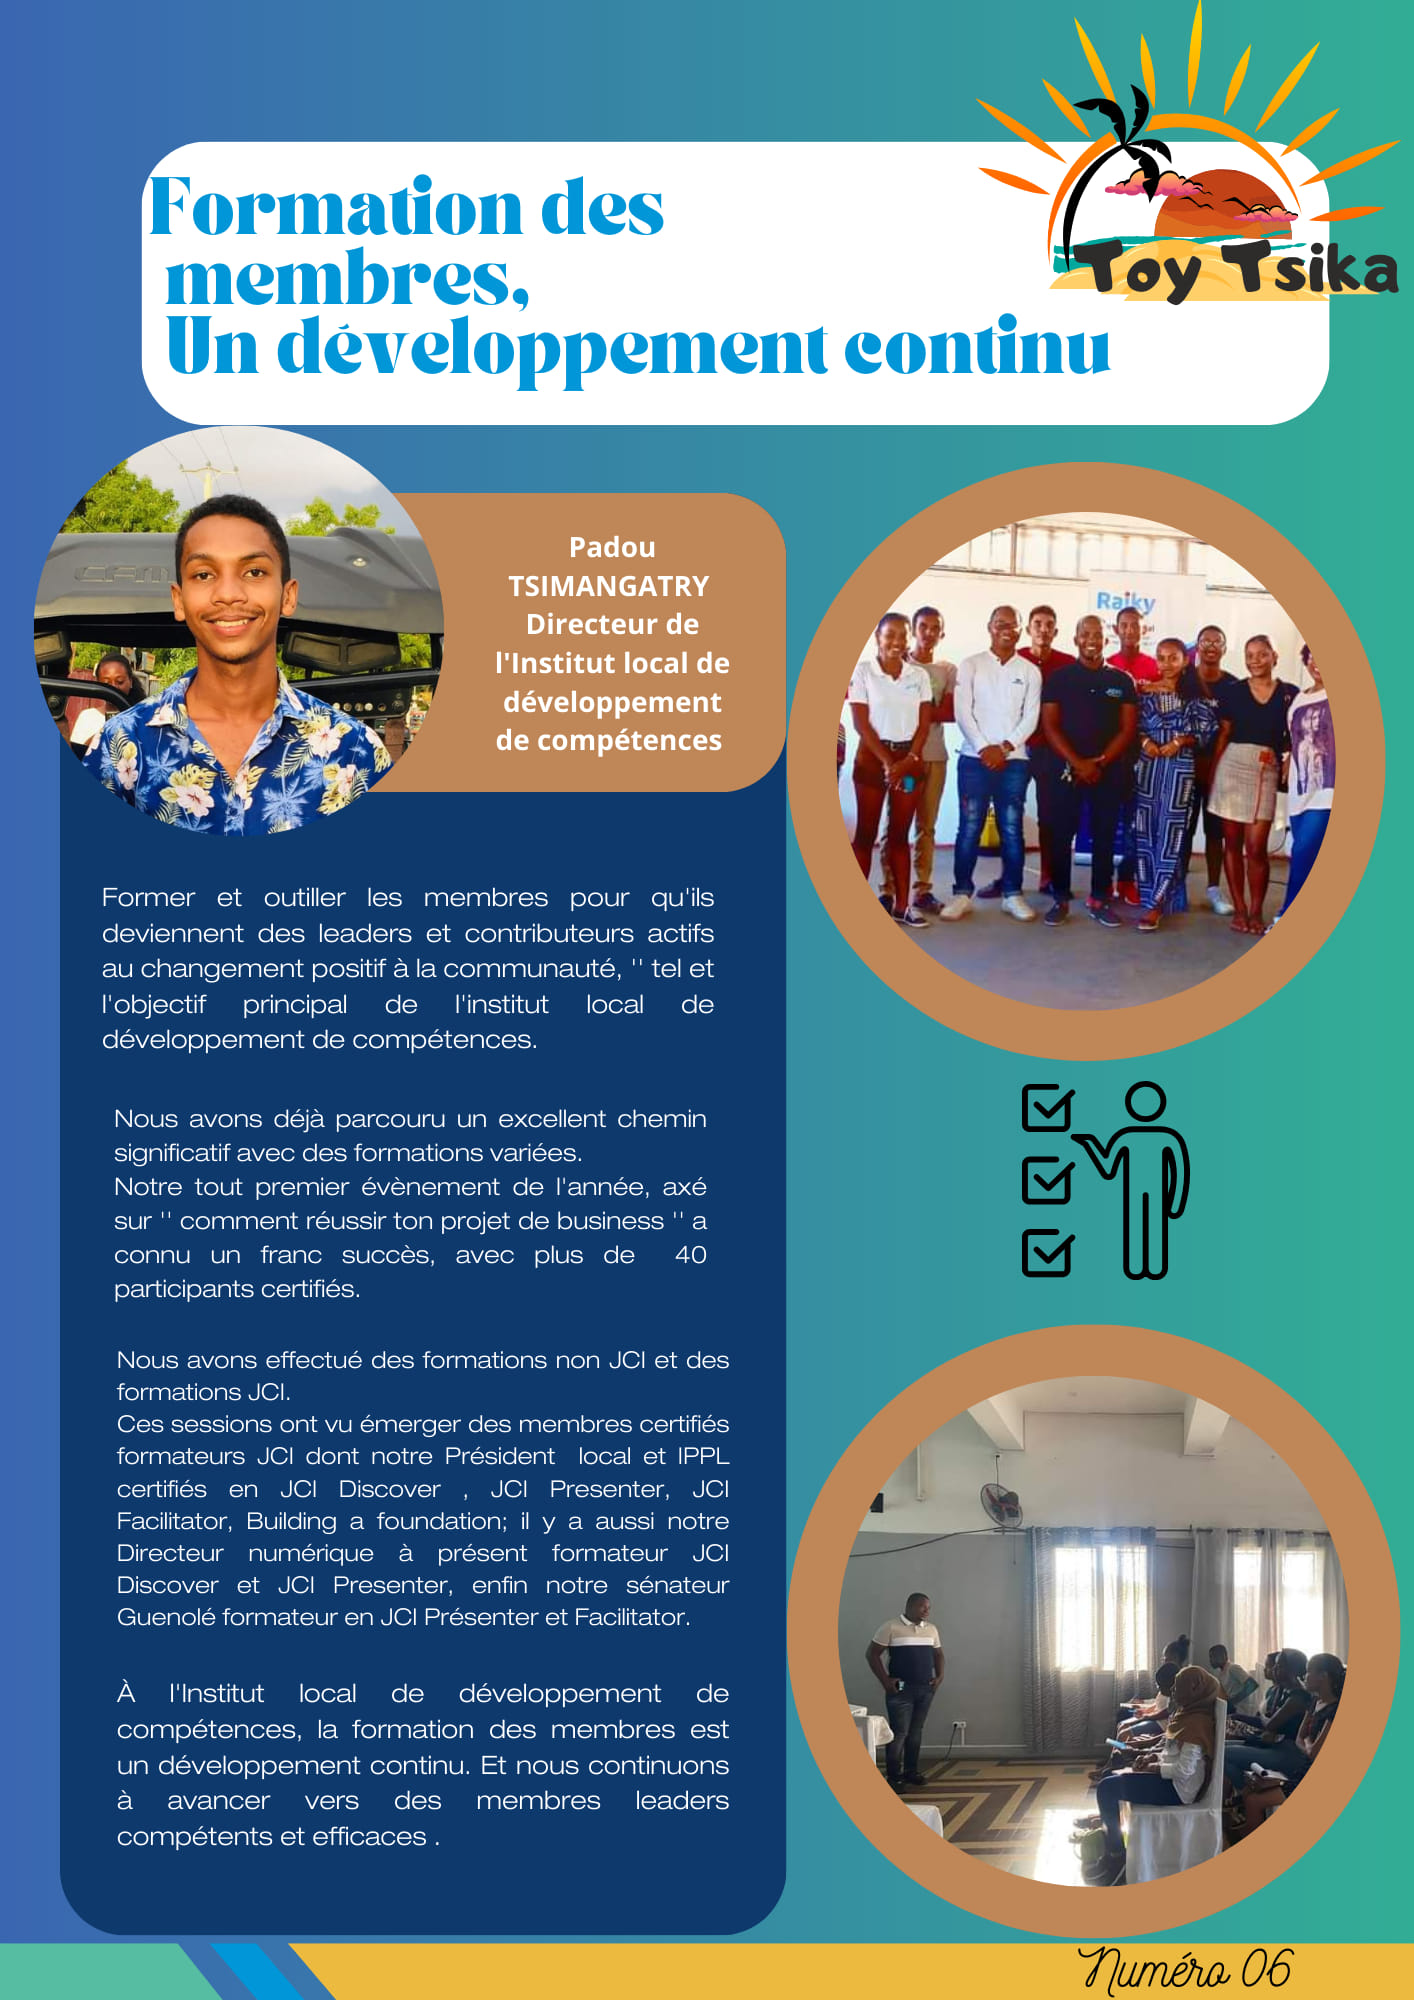 Toy Tsika
Formation des
membres,
Un développement continu
CFM
Padou
TSIMANGATRY
Directeur de
l'Institut local de
développement
de compétences
Raiky
Former et outiller les membres pour qu'ils
deviennent des leaders et contributeurs actifs
au changement positif à la communauté, '' tel et
l'objectif principal de l'institut local de
développement de compétences.
Nous avons déjà parcouru un excellent chemin
significatif avec des formations variées.
Notre tout premier évènement de l'année, axé
sur '' comment réussir ton projet de business '' a
connu un franc succès, avec plus de 40
participants certifiés.
Nous avons effectué des formations non JCI et des
formations JCI.
Ces sessions ont vu émerger des membres certifiés
formateurs JCI dont notre Président local et IPPL
certifiés en JCI Discover , JCI Presenter, JCI
Facilitator, Building a foundation; il y a aussi notre
Directeur numérique à présent formateur JCI
Discover et JCI Presenter, enfin notre sénateur
Guenolé formateur en JCI Présenter et Facilitator.
À l'Institut local de développement de
compétences, la formation des membres est
un développement continu. Et nous continuons
à avancer vers des membres leaders
compétents et efficaces .
Numéro 06